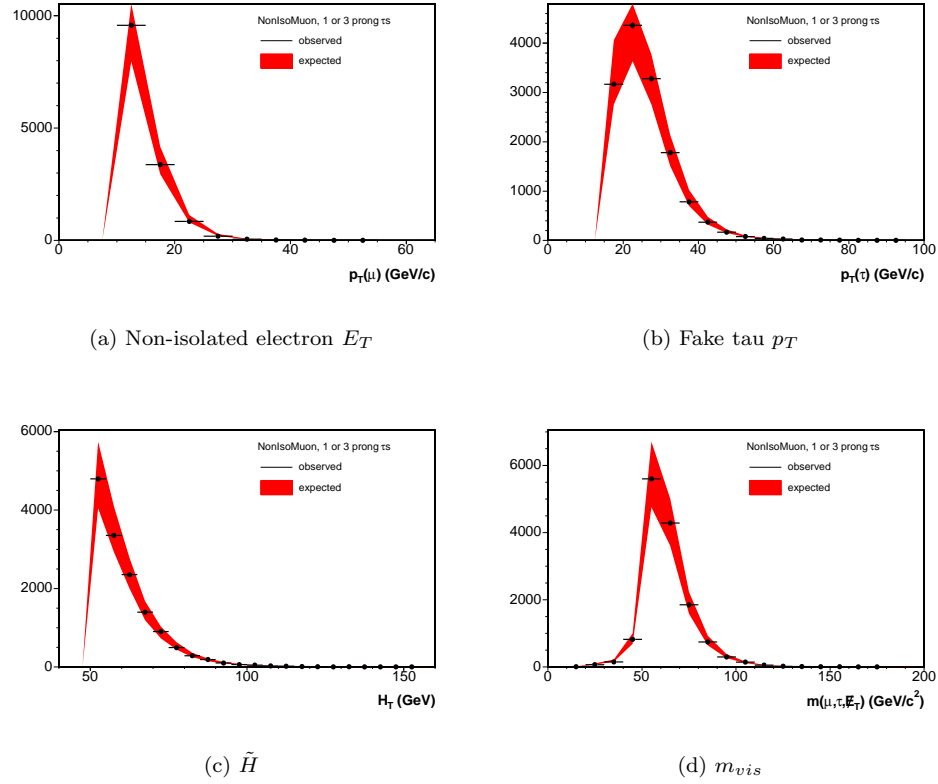 NonIsoMuon, 1 or 3 prong τs
observed
expected
10000
5000
0
0 20 40 60
p_T(μ) (GeV/c)
(a) Non-isolated electron E_T
NonIsoMuon, 1 or 3 prong τs
observed
expected
4000
3000
2000
1000
0
0 20 40 60 80 100
p_T(τ) (GeV/c)
(b) Fake tau p_T
NonIsoMuon, 1 or 3 prong τs
observed
expected
6000
4000
2000
0
50 100 150
H_T (GeV)
(c) H̃
NonIsoMuon, 1 or 3 prong τs
observed
expected
6000
4000
2000
0
0 50 100 150 200
m(μ,τ,E̸_T) (GeV/c²)
(d) m_vis